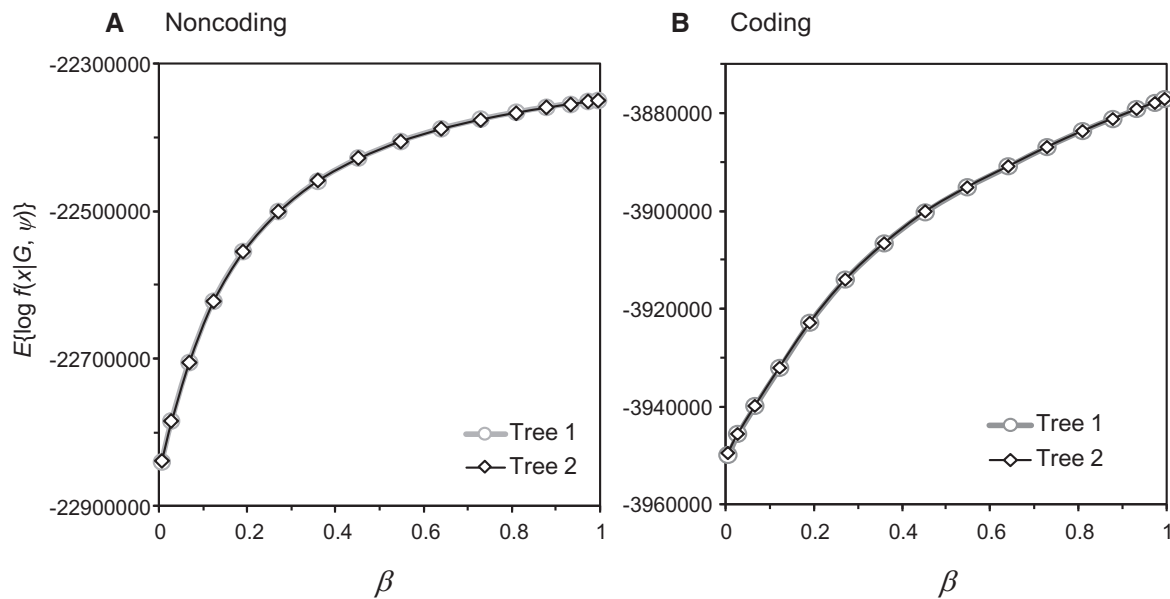 A Noncoding
-22300000
-22500000
-22700000
-22900000
E{log f(x|G, ψ)}
Tree 1
Tree 2
0 0.2 0.4 0.6 0.8 1
β
B Coding
-3880000
-3900000
-3920000
-3940000
-3960000
Tree 1
Tree 2
0 0.2 0.4 0.6 0.8 1
β